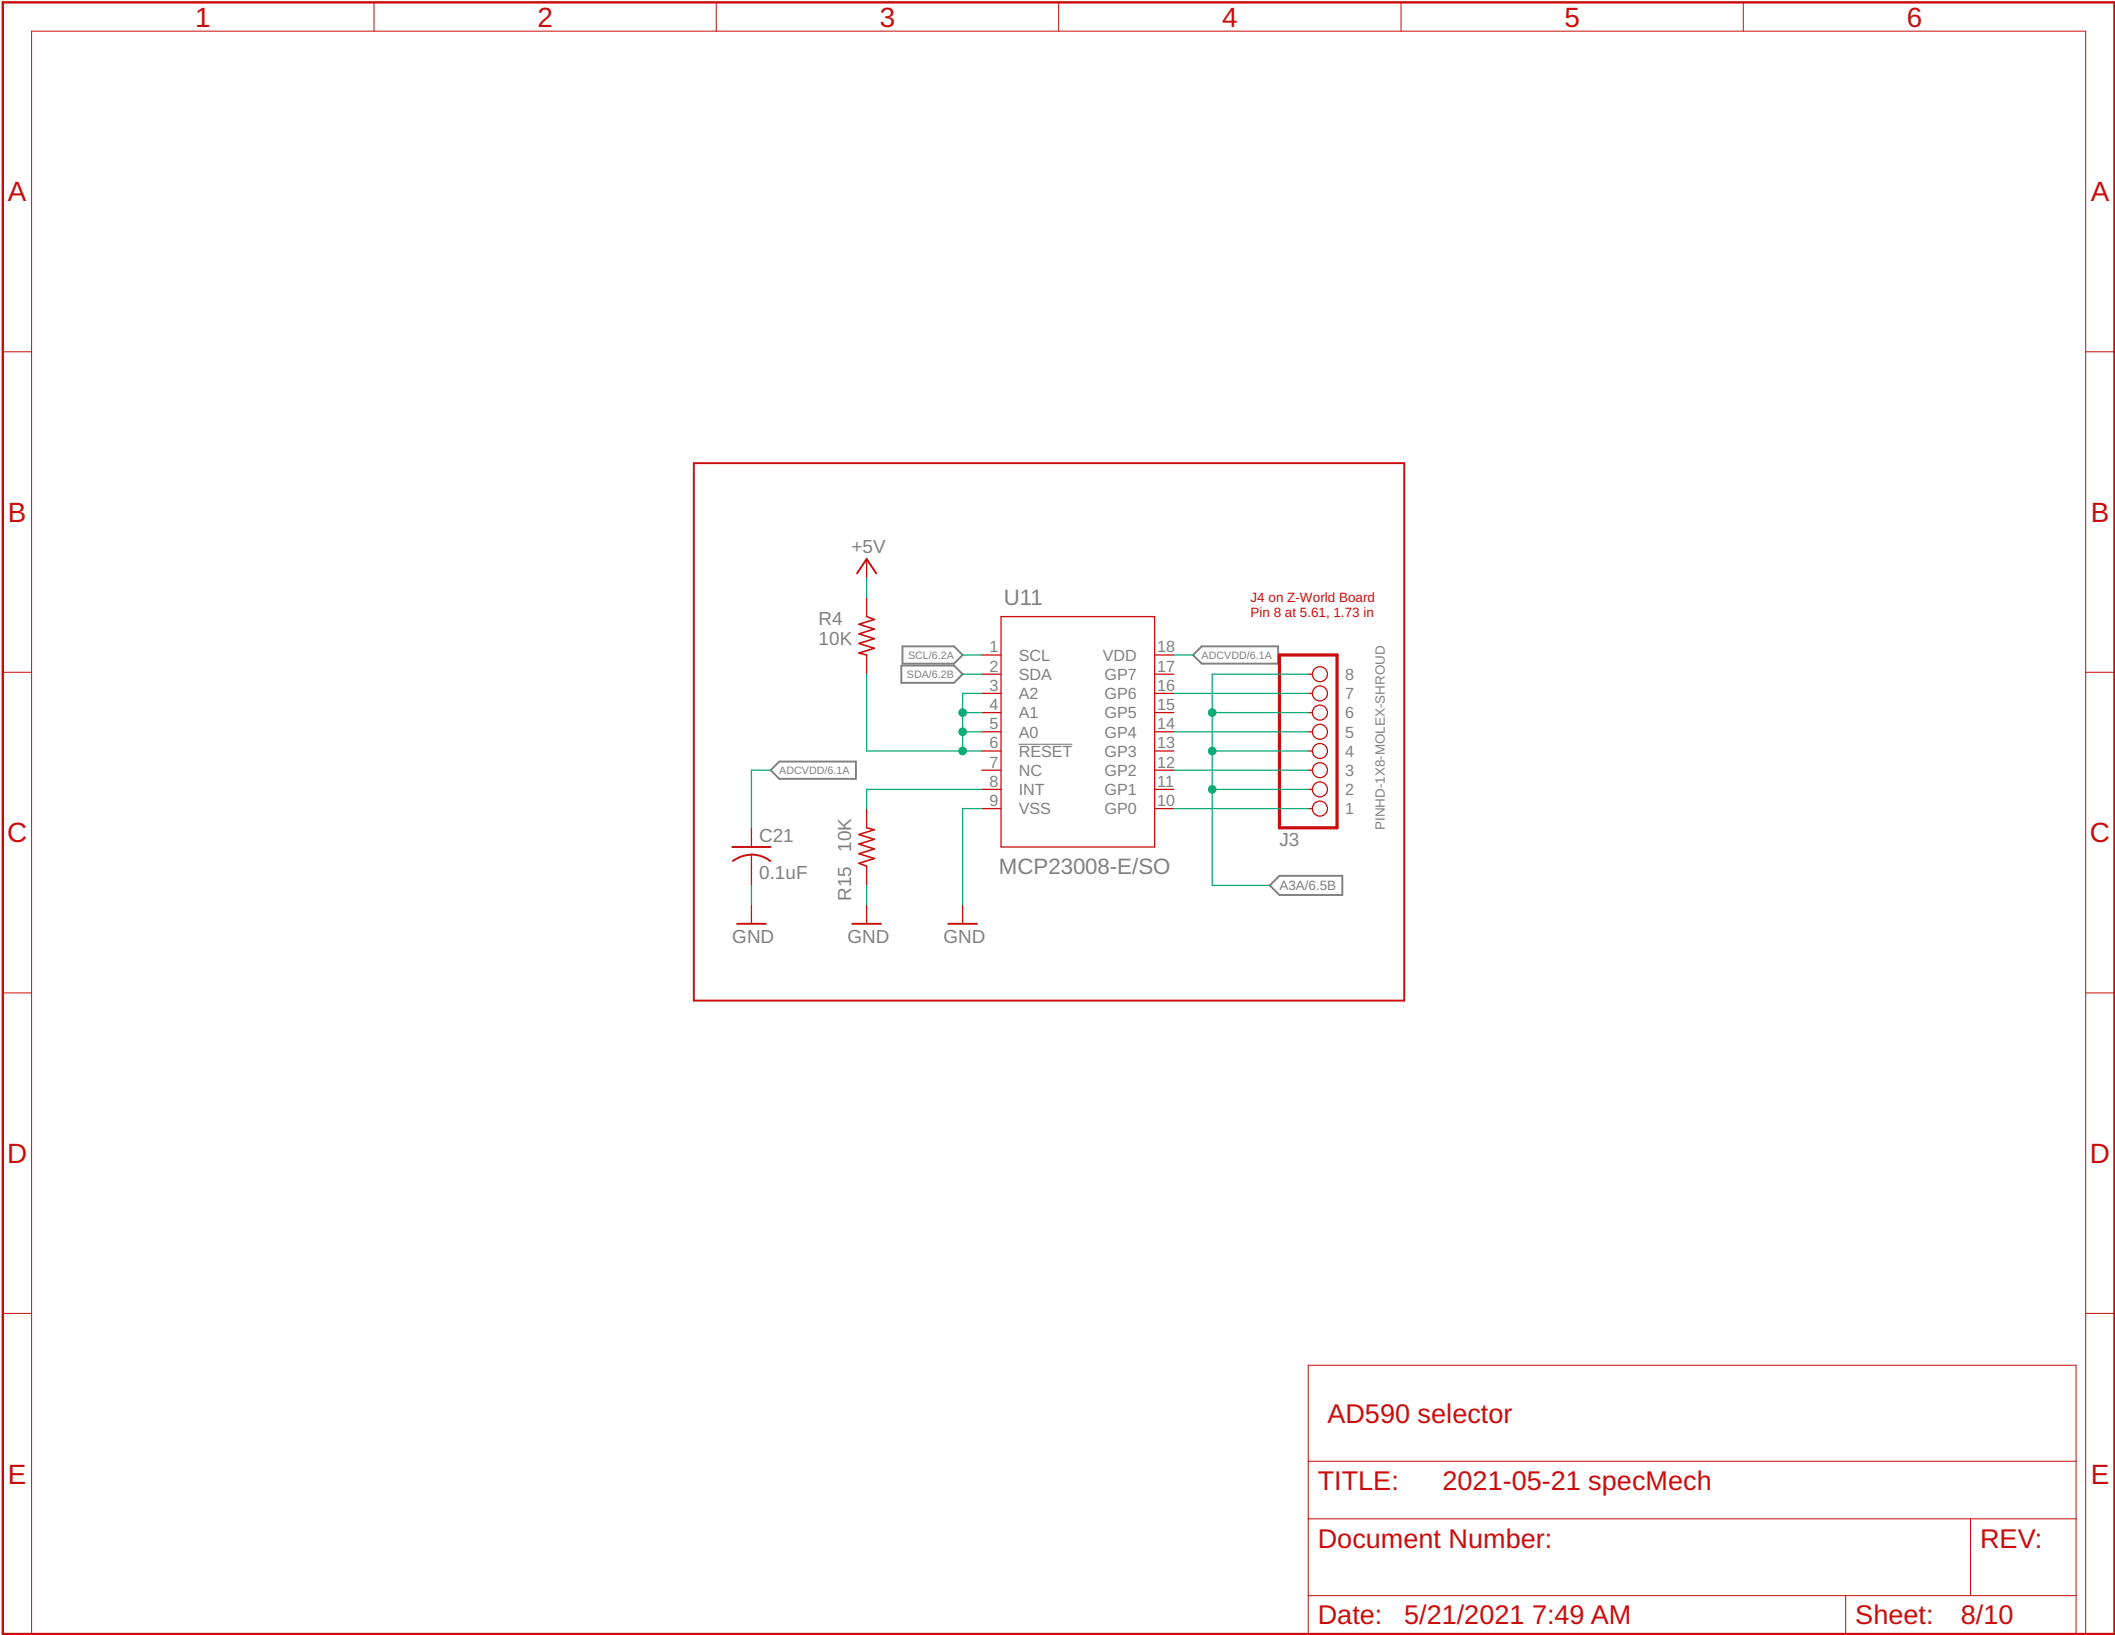 1 2 3 4 5 6
A A
B B
+5V
U11
J4 on Z-World Board
Pin 8 at 5.61, 1.73 in
R4
10K
SCL/6.2A 1 SCL VDD 18 ADCVDD/6.1A
SDA/6.2B 2 SDA GP7 17 8
3 A2 GP6 16 7
4 A1 GP5 15 6
5 A0 GP4 14 5
6 RESET GP3 13 4
ADCVDD/6.1A 7 NC GP2 12 3
8 INT GP1 11 2
9 VSS GP0 10 1
PINHD-1X8-MOLEX-SHROUD
C C
C21
0.1uF
R15 10K
J3
MCP23008-E/SO
A3A/6.5B
GND GND GND
D D
E E
AD590 selector
TITLE: 2021-05-21 specMech
Document Number: REV:
Date: 5/21/2021 7:49 AM Sheet: 8/10